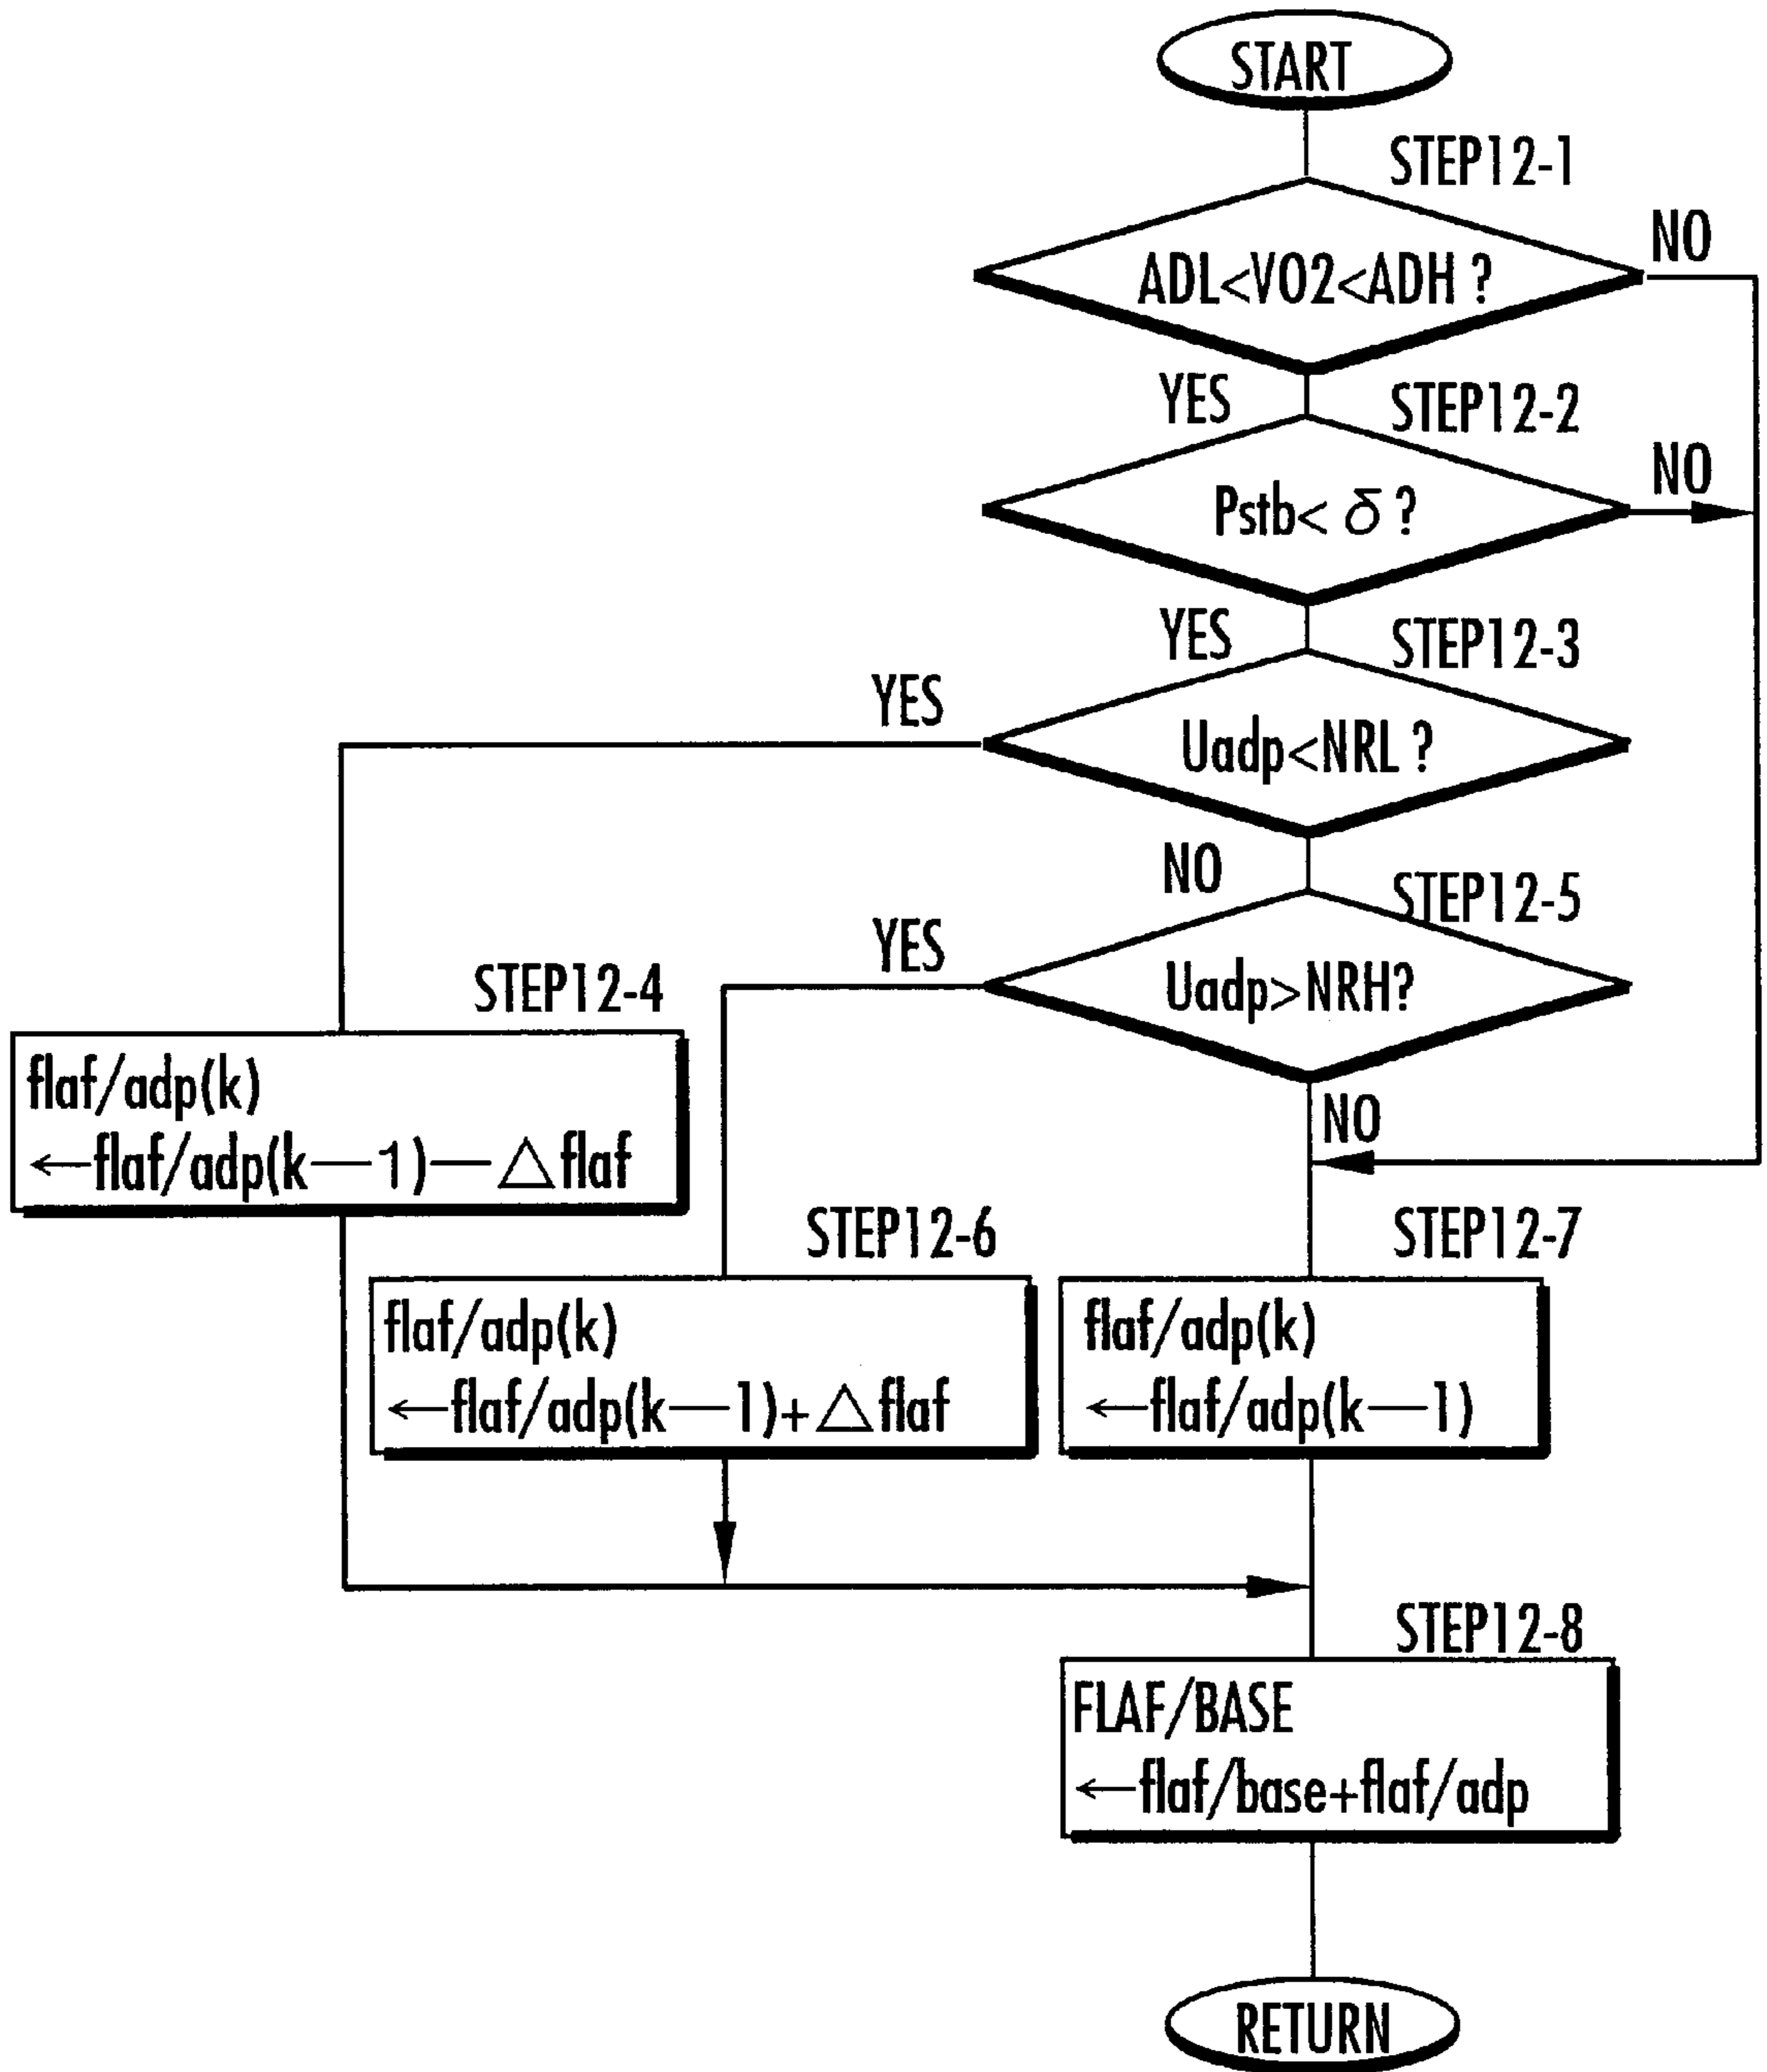 START
STEP12-1
ADL<VO2<ADH ?
NO
YES
STEP12-2
Pstb< δ ?
NO
YES
STEP12-3
Uadp<NRL ?
YES
NO
STEP12-5
Uadp>NRH?
YES
NO
STEP12-4
flaf/adp(k)
←flaf/adp(k—1)—△flaf
STEP12-6
flaf/adp(k)
←flaf/adp(k—1)+△flaf
STEP12-7
flaf/adp(k)
←flaf/adp(k—1)
STEP12-8
FLAF/BASE
←flaf/base+flaf/adp
RETURN